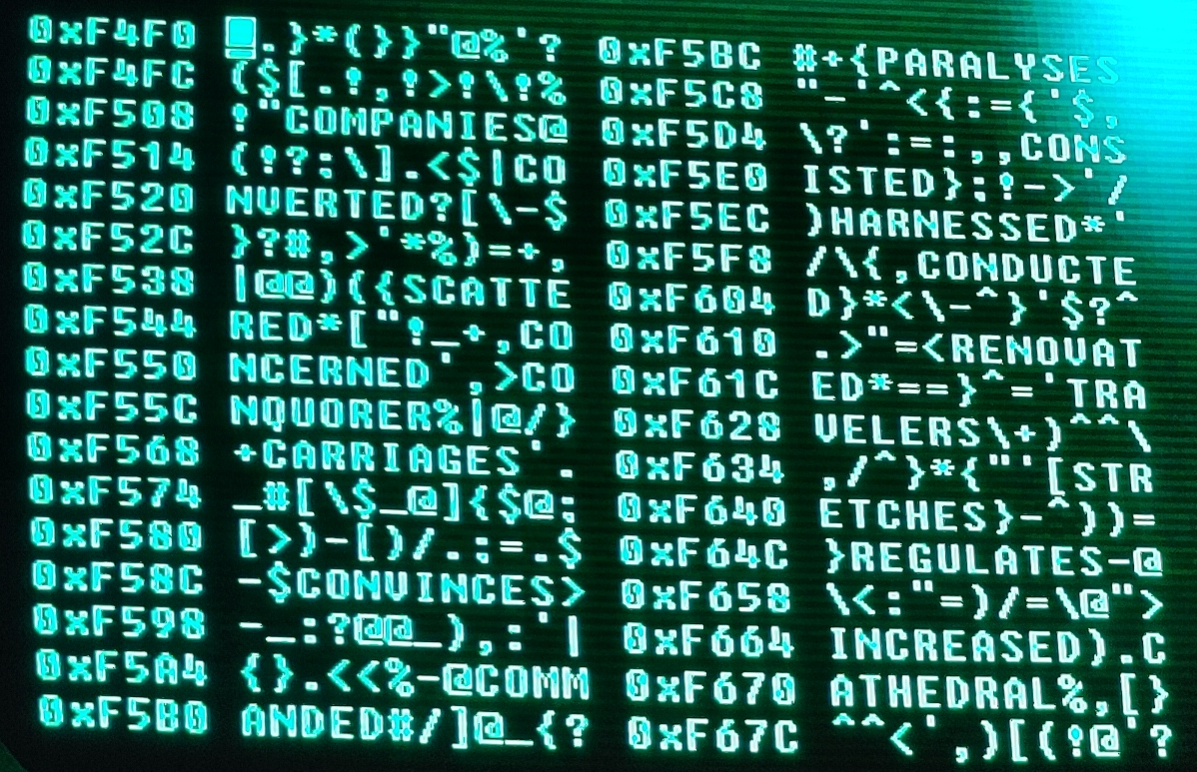 0xF4F0 █.}*(}}"@%'?
0xF4FC ($[.!,!>!\!%
0xF508 !"COMPANIES@
0xF514 (!?:\].<$|CO
0xF520 NVERTED?[\-$
0xF52C }?#,>'*%)=+,
0xF538 |@@)({SCATTE
0xF544 RED*["!_+,CO
0xF550 NCERNED',>CO
0xF55C NQUORER%|@/}
0xF568 +CARRIAGES'.
0xF574 _#[\$_@]{$@;
0xF580 [>)-[)/.:=.$
0xF58C -$CONVINCES>
0xF598 -_:?@@_),:'|
0xF5A4 {}.<<%-@COMM
0xF5B0 ANDED#/]@_{?
0xF5BC #+{PARALYSES
0xF5C8 "-'^<{:={'$,
0xF5D4 \?':=:,,CONS
0xF5E0 ISTED};!->'/
0xF5EC )HARNESSED*'
0xF5F8 /\{,CONDUCTE
0xF604 D}*<\-^}'$?^
0xF610 .>"=<RENOVAT
0xF61C ED*==}^='TRA
0xF628 VELERS\+)^^\
0xF634 ,/^}*{"'[STR
0xF640 ETCHES}-^))=
0xF64C }REGULATES-@
0xF658 \<:"=)/=\@">
0xF664 INCREASED).C
0xF670 ATHEDRAL%,[}
0xF67C ^^<',)[(!@'?